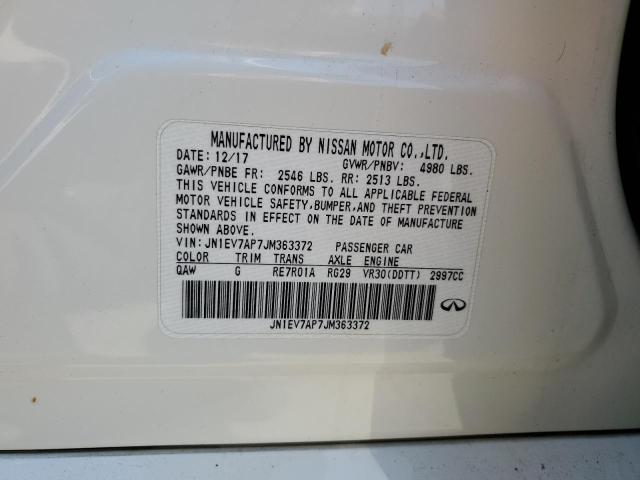 MANUFACTURED BY NISSAN MOTOR CO.,LTD.
DATE: 12/17 GVWR/PNBV: 4980 LBS.
GAWR/PNBE FR: 2546 LBS. RR: 2513 LBS.
THIS VEHICLE CONFORMS TO ALL APPLICABLE FEDERAL
MOTOR VEHICLE SAFETY, BUMPER, AND THEFT PREVENTION
STANDARDS IN EFFECT ON THE DATE OF MANUFACTURE
SHOWN ABOVE.
VIN: JN1EV7AP7JM363372 PASSENGER CAR
COLOR TRIM TRANS AXLE ENGINE
QAW G RE7R01A RG29 VR30(DDTT) 2997CC
JN1EV7AP7JM363372